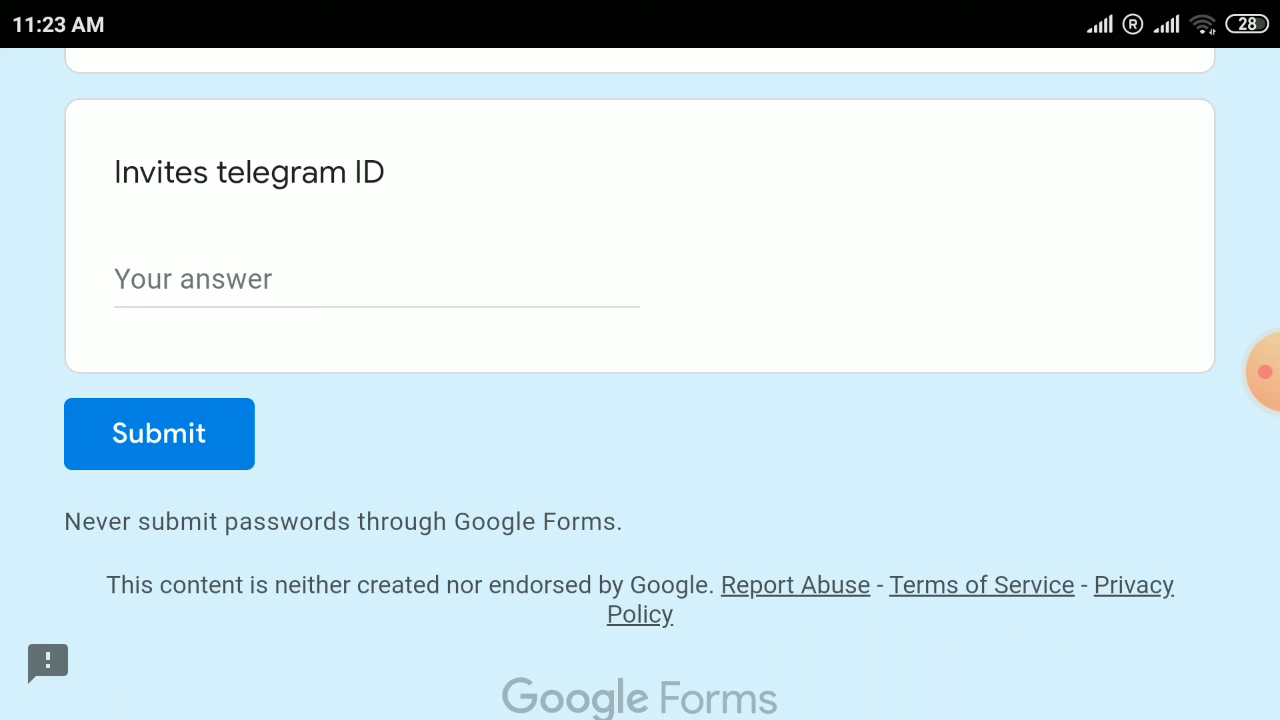 11:23 AM
R
28
Invites telegram ID
Your answer
Submit
Never submit passwords through Google Forms.
This content is neither created nor endorsed by Google. Report Abuse - Terms of Service - Privacy
Policy
Google Forms